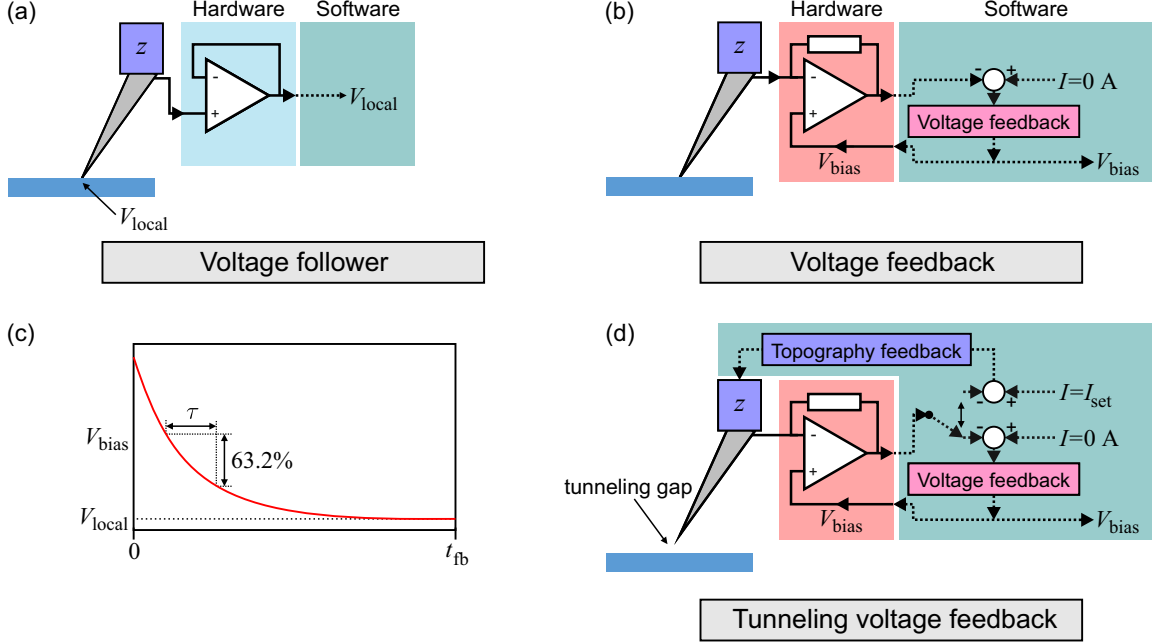 (a)
Hardware
Software
z
-
+
V_local
V_local
Voltage follower
(b)
Hardware
Software
z
-
+
- +
I=0 A
Voltage feedback
V_bias
V_bias
Voltage feedback
(c)
τ
V_bias
63.2%
V_local
0
t_fb
(d)
Topography feedback
z
-
+
- +
I=I_set
- +
I=0 A
Voltage feedback
tunneling gap
V_bias
V_bias
Tunneling voltage feedback